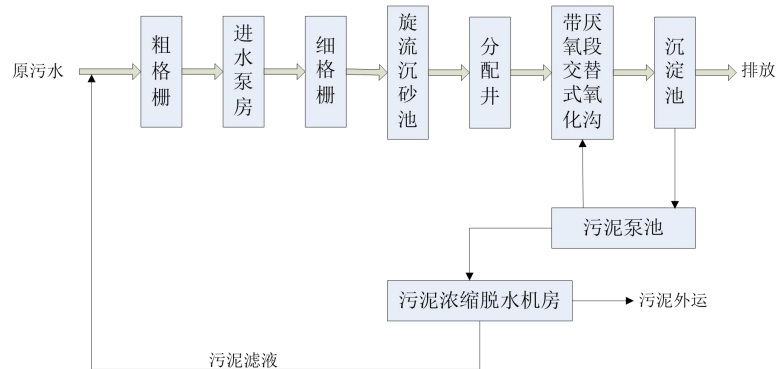 原污水
粗格栅
进水泵房
细格栅
旋流沉砂池
分配井
带厌氧段交替式氧化沟
沉淀池
排放
污泥泵池
污泥浓缩脱水机房
污泥外运
污泥滤液